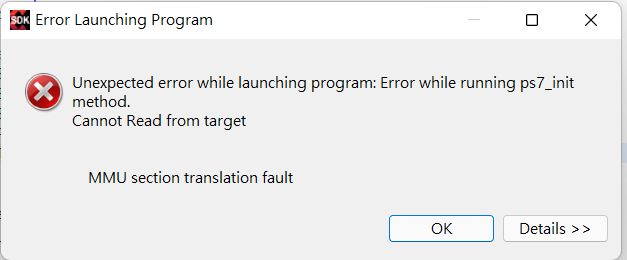 SDK Error Launching Program
Unexpected error while launching program: Error while running ps7_init
method.
Cannot Read from target
MMU section translation fault
OK Details >>